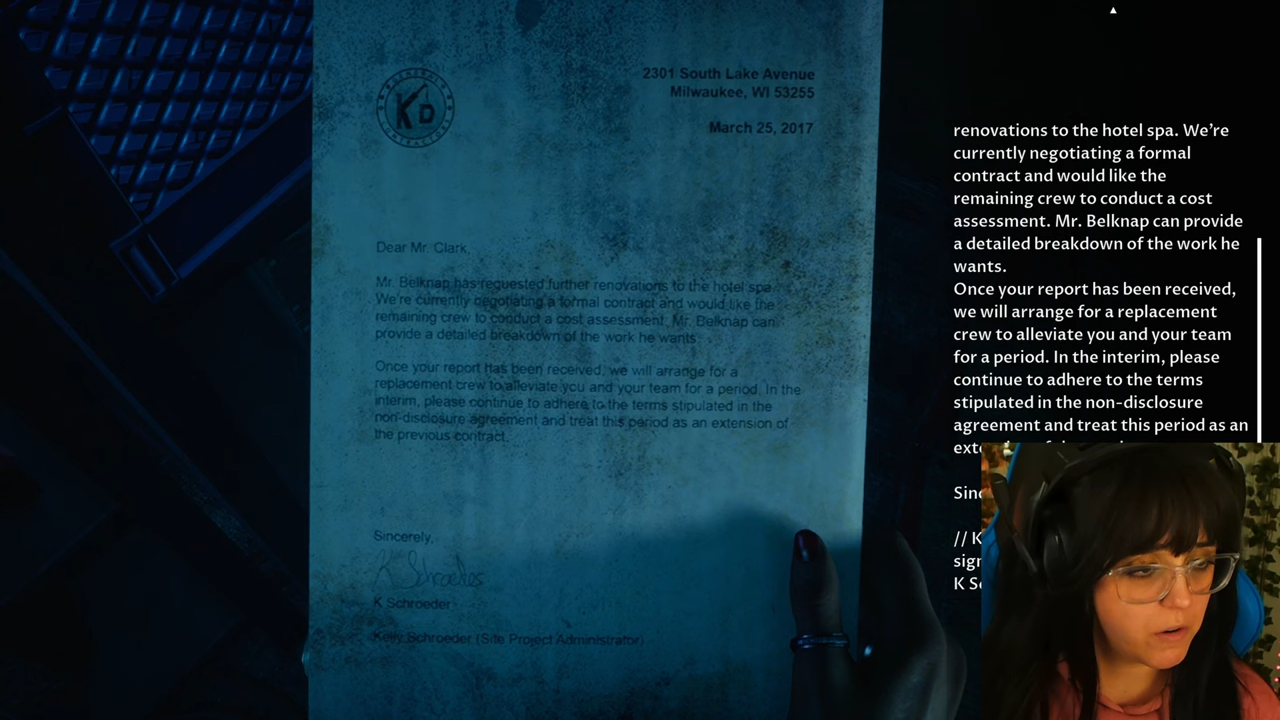 GENERAL
KD
CONTRACTORS
2301 South Lake Avenue
Milwaukee, WI 53255
March 25, 2017
Dear Mr. Clark,
Mr. Belknap has requested further renovations to the hotel spa.
We're currently negotiating a formal contract and would like the
remaining crew to conduct a cost assessment. Mr. Belknap can
provide a detailed breakdown of the work he wants.
Once your report has been received, we will arrange for a
replacement crew to alleviate you and your team for a period. In the
interim, please continue to adhere to the terms stipulated in the
non-disclosure agreement and treat this period as an extension of
the previous contract.
Sincerely,
K Schroeder
K Schroeder
Kelly Schroeder (Site Project Administrator)
renovations to the hotel spa. We’re
currently negotiating a formal
contract and would like the
remaining crew to conduct a cost
assessment. Mr. Belknap can provide
a detailed breakdown of the work he
wants.
Once your report has been received,
we will arrange for a replacement
crew to alleviate you and your team
for a period. In the interim, please
continue to adhere to the terms
stipulated in the non-disclosure
agreement and treat this period as an
// K